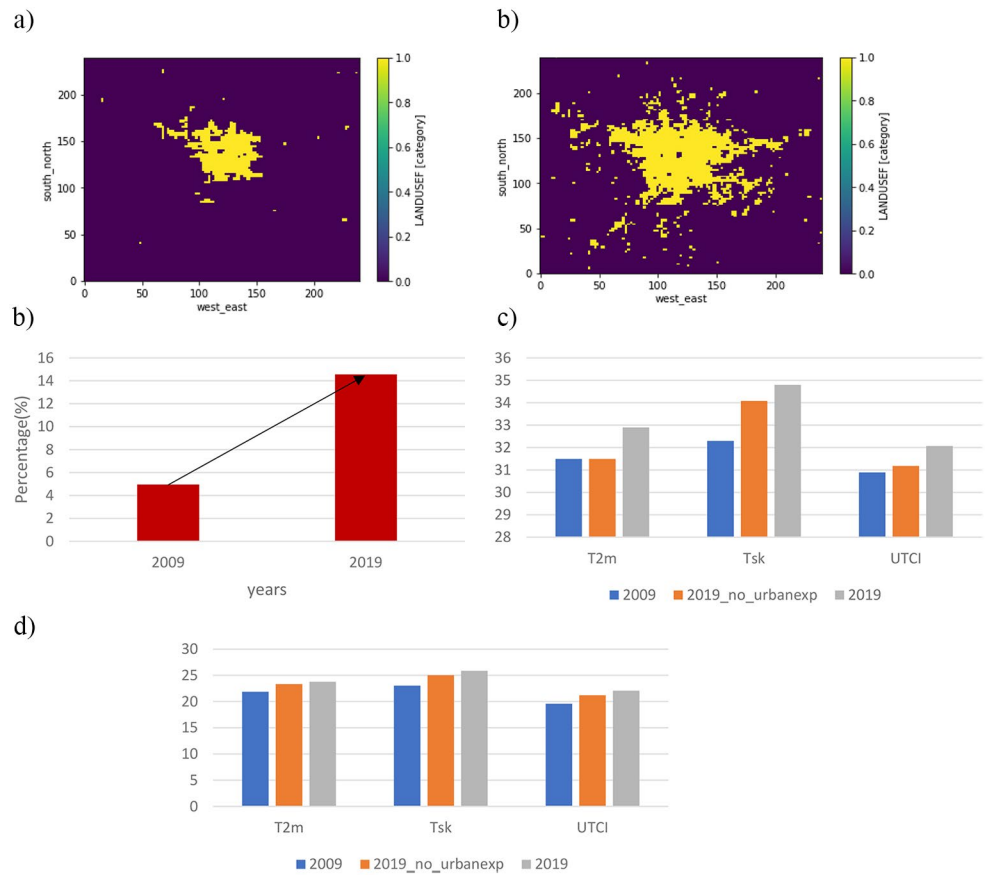 a)
b)
200
150
100
50
0
south_north
0 50 100 150 200
west_east
1.0
0.8
0.6
0.4
0.2
0.0
LANDUSEF [category]
200
150
100
50
0
south_north
0 50 100 150 200
west_east
1.0
0.8
0.6
0.4
0.2
0.0
LANDUSEF [category]
b)
16
14
12
10
8
6
4
2
0
Percentage(%)
2009 2019
years
c)
36
35
34
33
32
31
30
29
28
T2m Tsk UTCI
2009 2019_no_urbanexp 2019
d)
30
25
20
15
10
5
0
T2m Tsk UTCI
2009 2019_no_urbanexp 2019